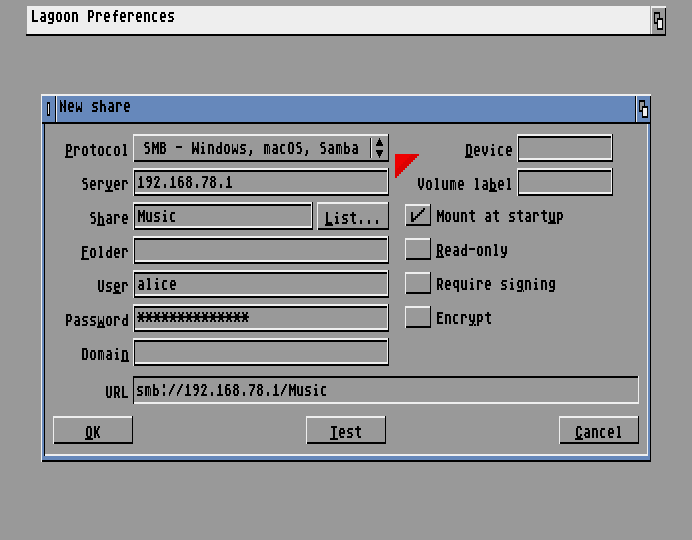 Lagoon Preferences
New share
Protocol SMB - Windows, macOS, Samba Device
Server 192.168.78.1 Volume label
Share Music List... Mount at startup
Folder Read-only
User alice Require signing
Password ************** Encrypt
Domain
URL smb://192.168.78.1/Music
OK Test Cancel